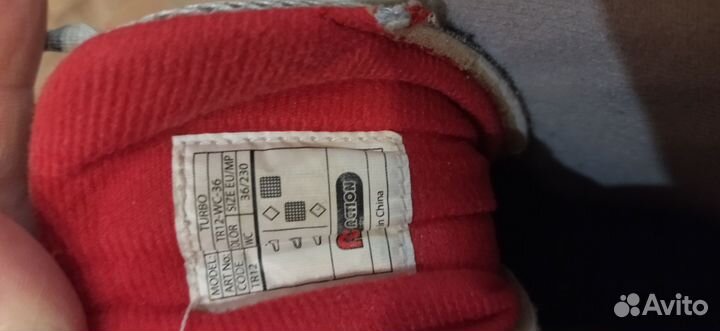 MODEL: TURBO
ART No: TR12-WC-36
CODE COLOR SIZE EU/MP
TR12 WC 36/230
P P P
ACTION
in China
Avito